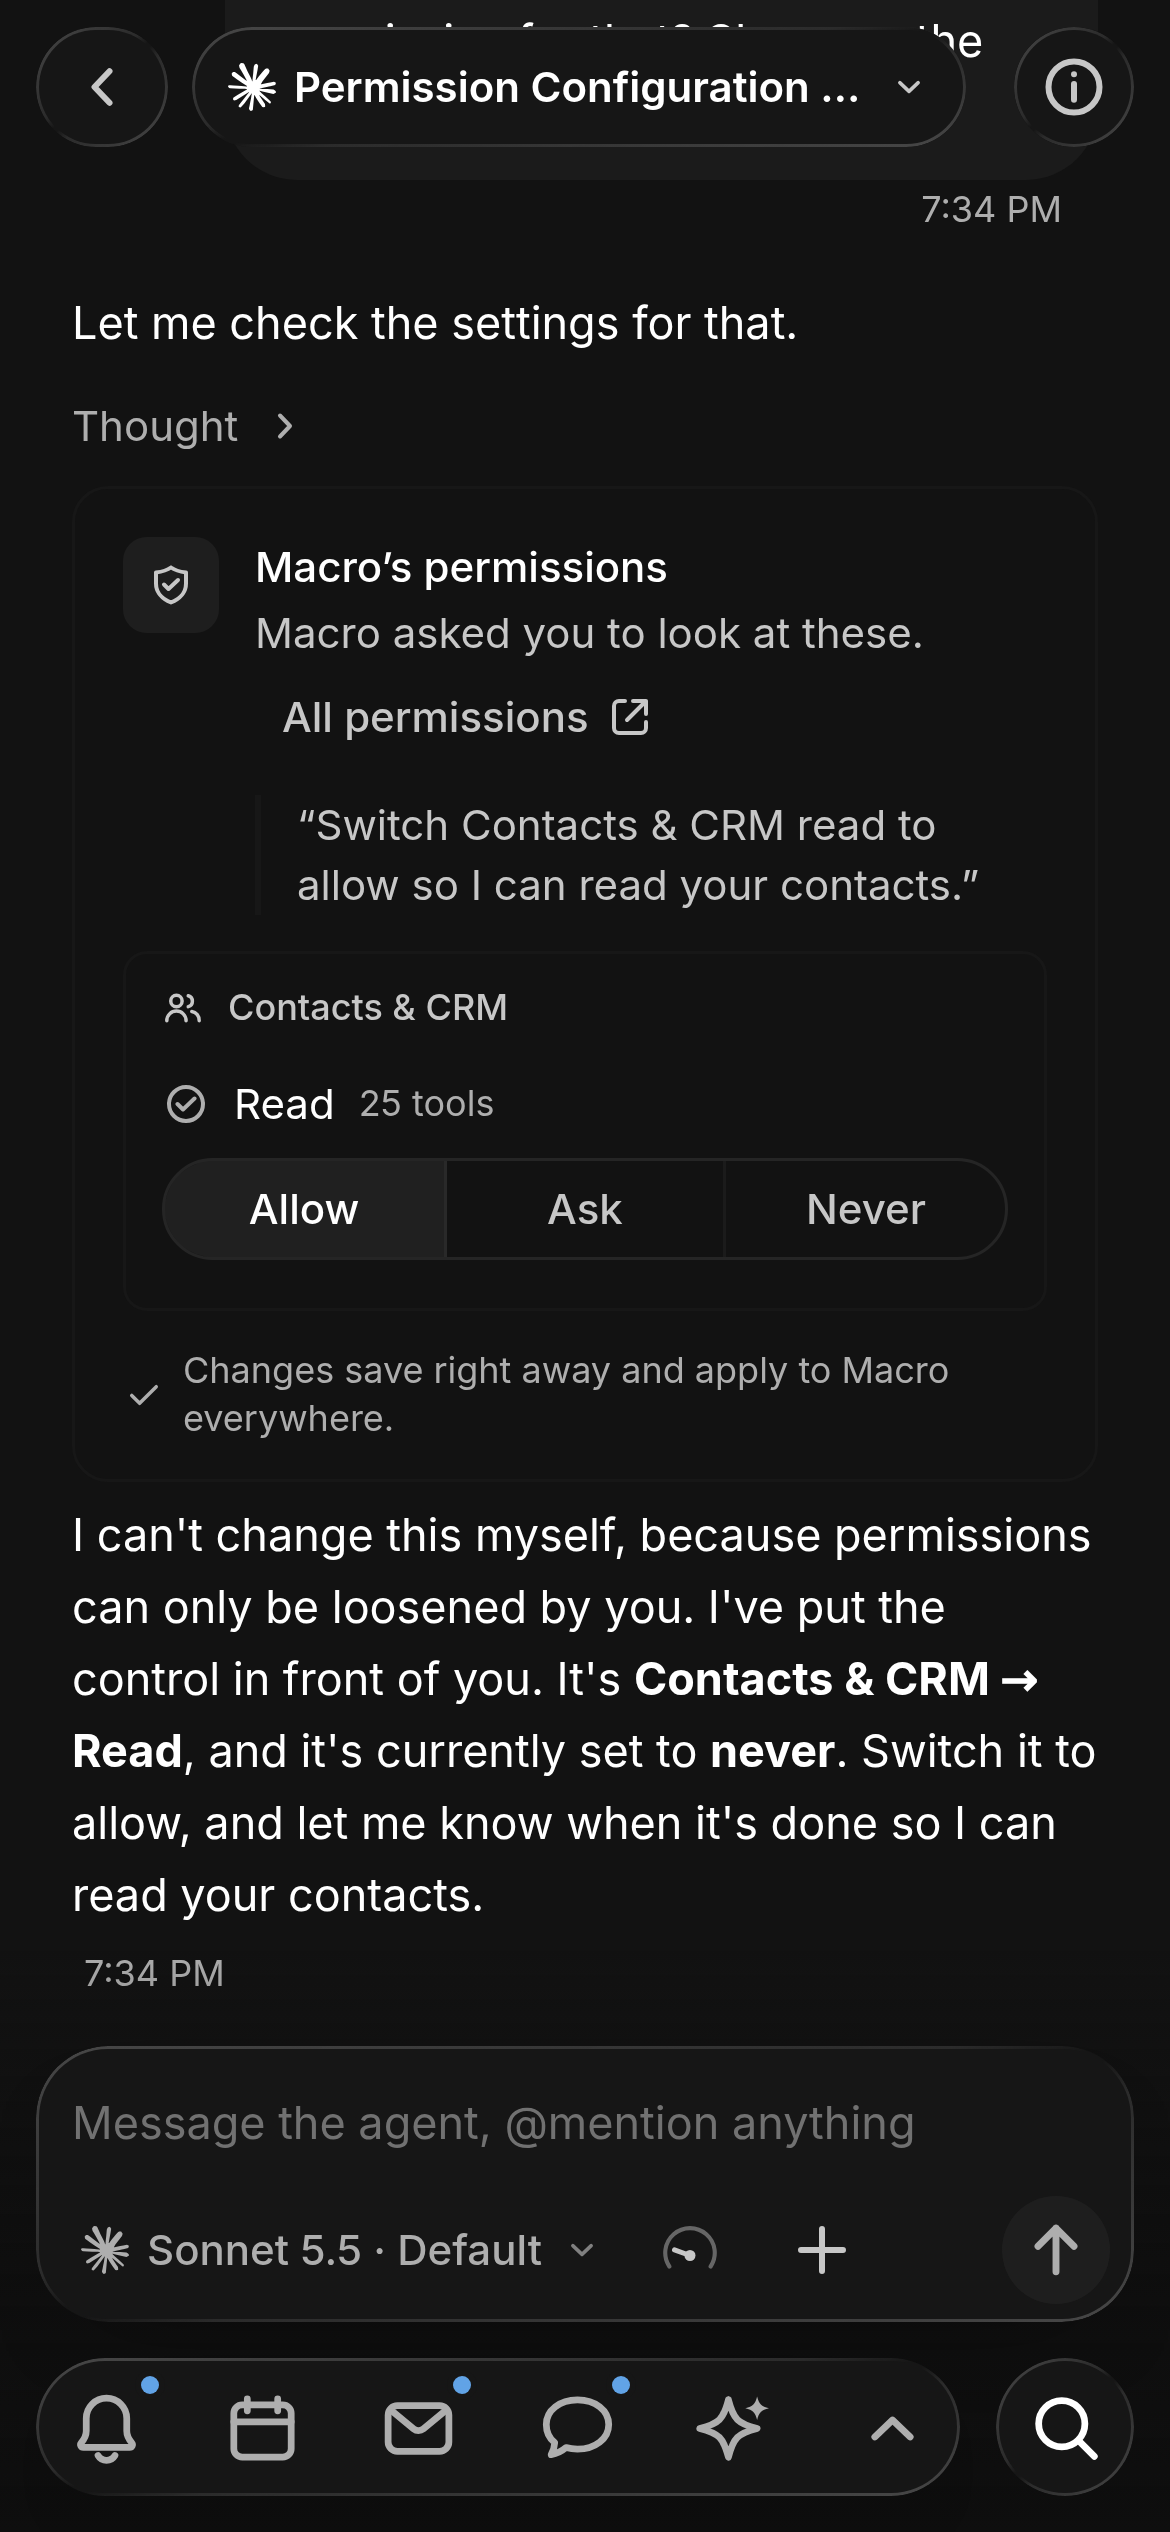 the
Permission Configuration ...
7:34 PM
Let me check the settings for that.
Thought
Macro’s permissions
Macro asked you to look at these.
All permissions
“Switch Contacts & CRM read to
allow so I can read your contacts.”
Contacts & CRM
Read 25 tools
Allow Ask Never
Changes save right away and apply to Macro
everywhere.
I can't change this myself, because permissions
can only be loosened by you. I've put the
control in front of you. It's Contacts & CRM →
Read, and it's currently set to never. Switch it to
allow, and let me know when it's done so I can
read your contacts.
7:34 PM
Message the agent, @mention anything
Sonnet 5.5 · Default